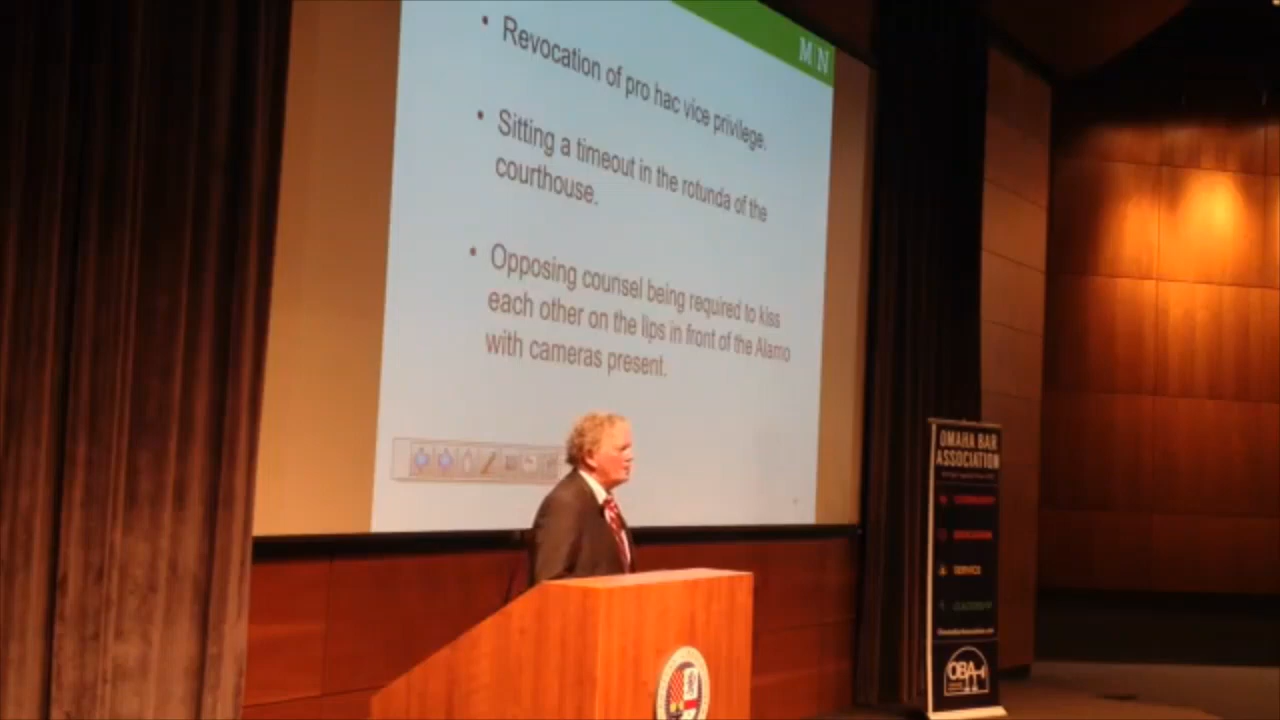 M N
• Revocation of pro hac vice privilege.
• Sitting a timeout in the rotunda of the
courthouse.
• Opposing counsel being required to kiss
each other on the lips in front of the Alamo
with cameras present.
OMAHA BAR
ASSOCIATION
SERVICE
OBA